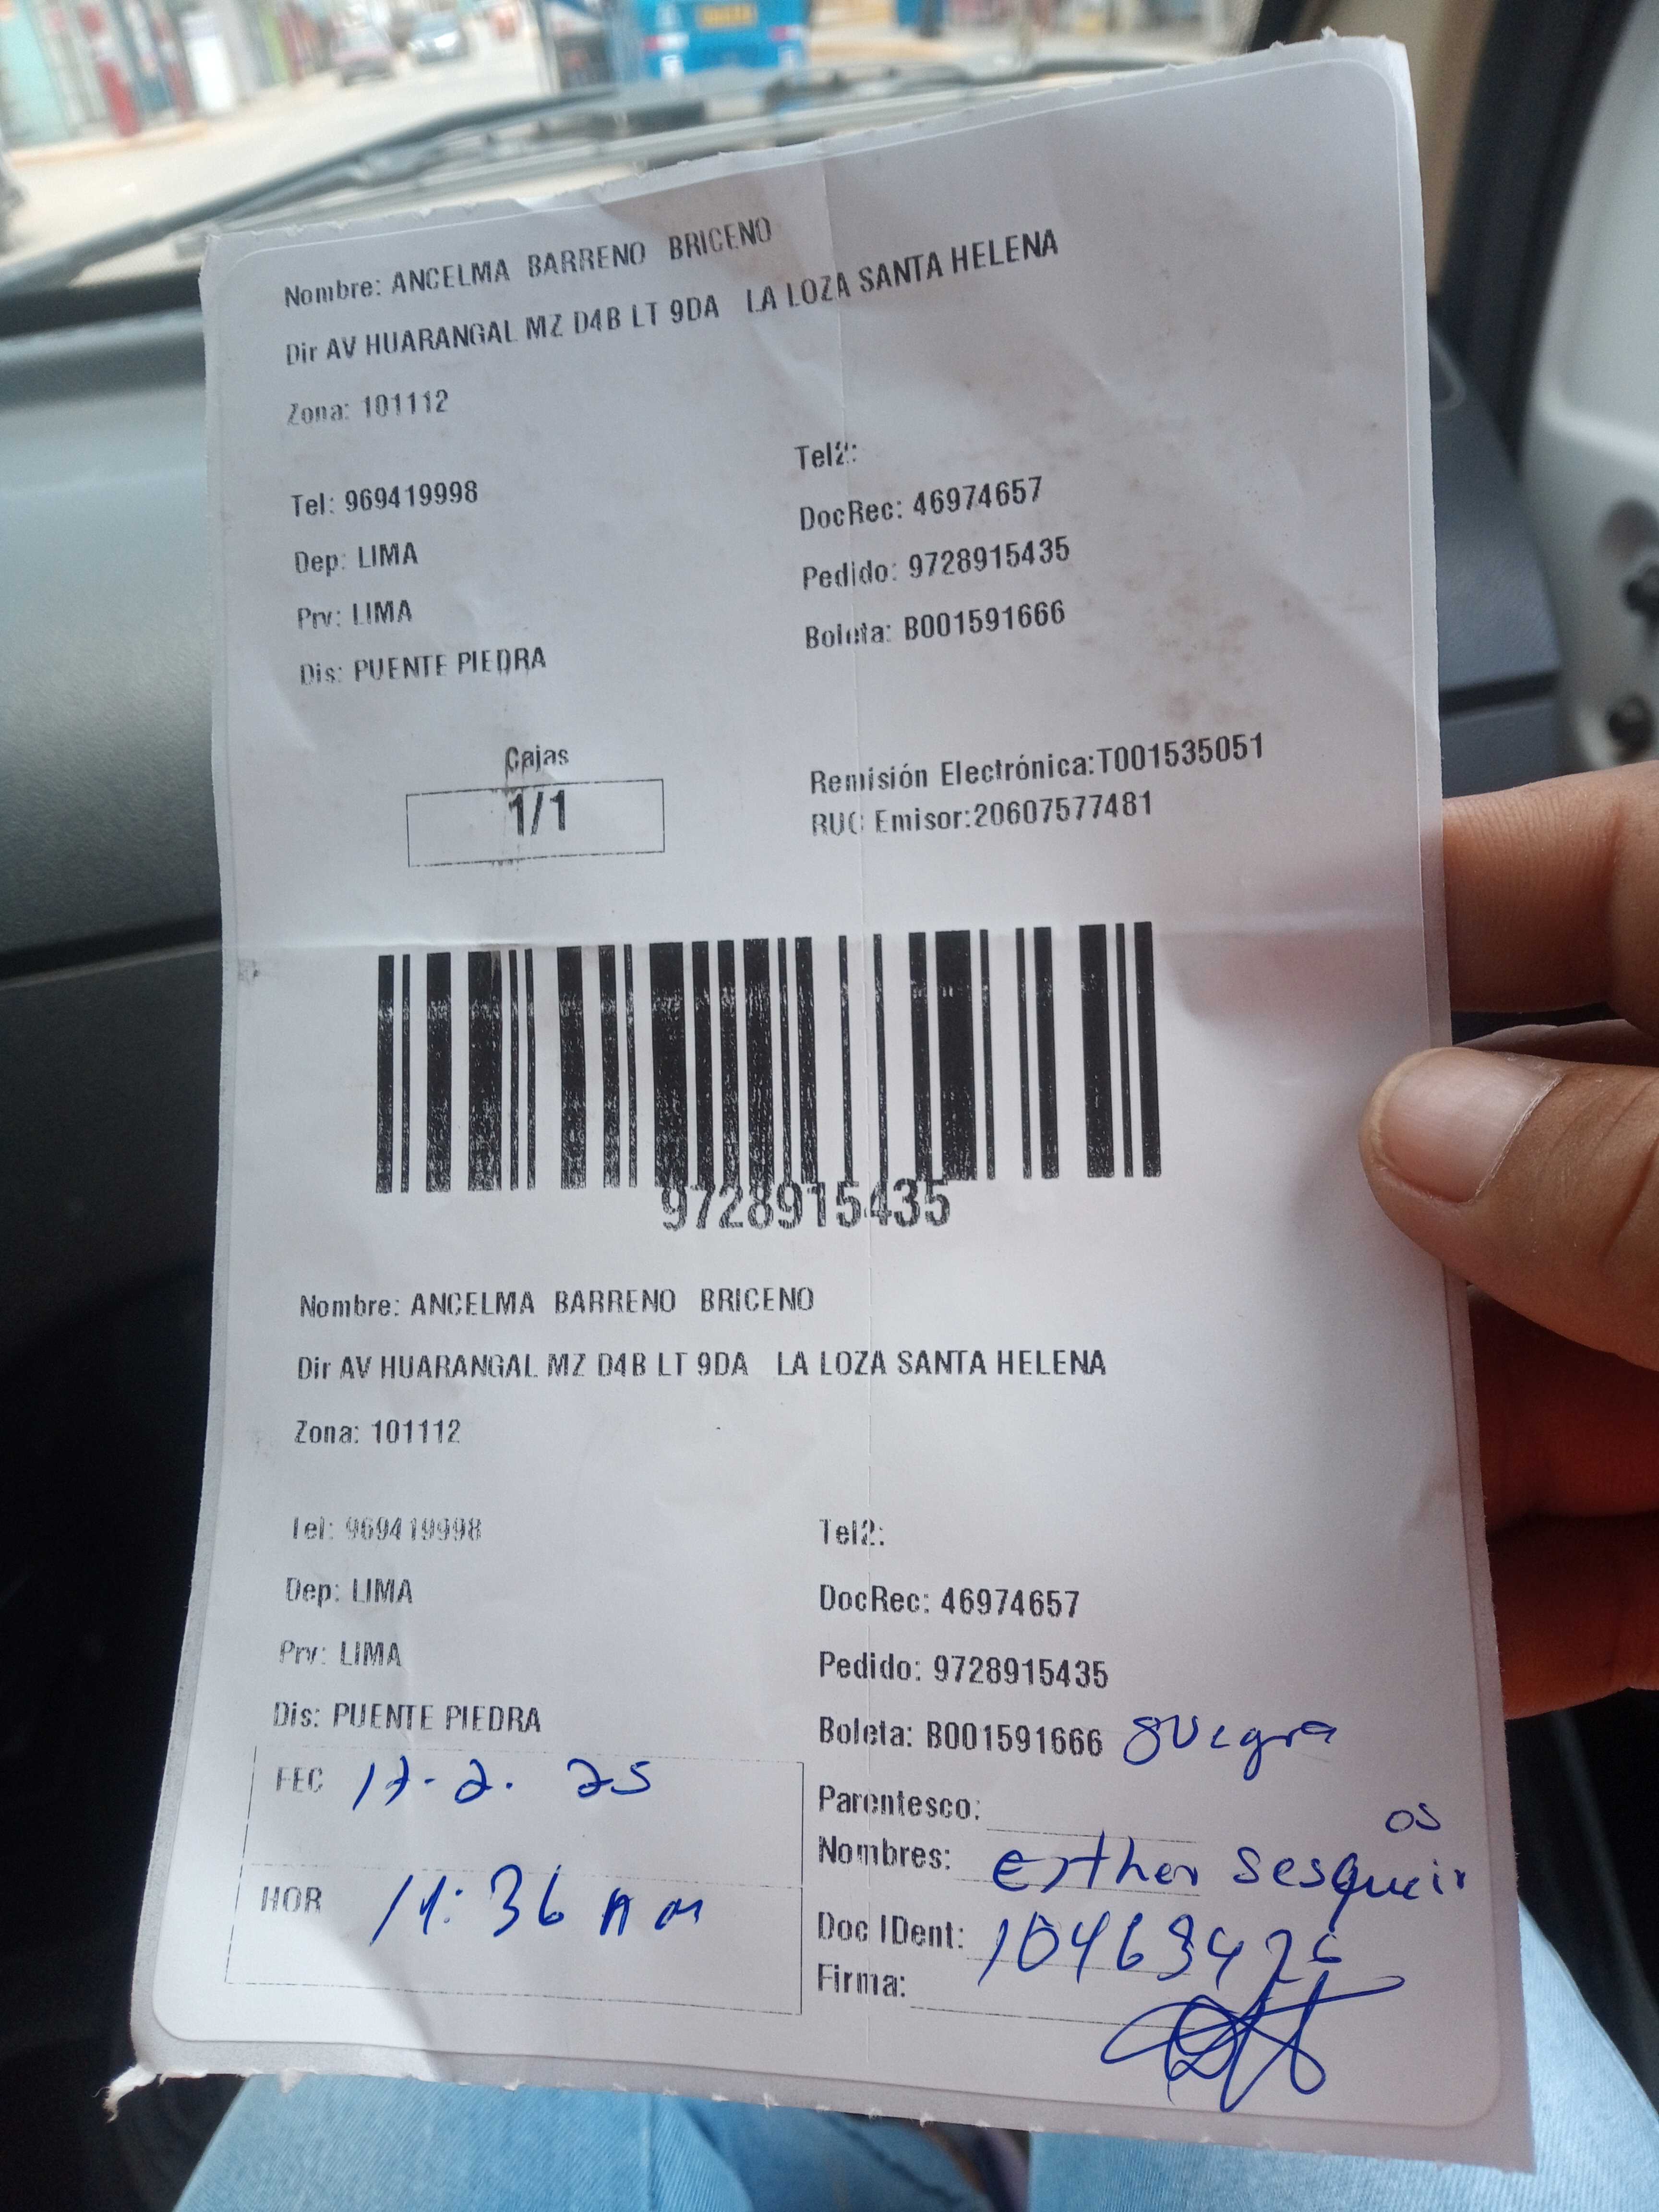 Nombre: ANCELMA BARRENO BRICENO
Dir AV HUARANGAL MZ D4B LT 9DA LA LOZA SANTA HELENA
Zona: 101112
Tel2:
Tel: 969419998
DocRec: 46974657
Dep: LIMA
Pedido: 9728915435
Prv: LIMA
Boleta: B001591666
Dis: PUENTE PIEDRA
Cajas
1/1
Remisión Electrónica:T001535051
RUC Emisor:20607577481
9728915435
Nombre: ANCELMA BARRENO BRICENO
Dir AV HUARANGAL MZ D4B LT 9DA LA LOZA SANTA HELENA
Zona: 101112
Tel: 969419998
Tel2:
Dep: LIMA
DocRec: 46974657
Prv: LIMA
Pedido: 9728915435
Dis: PUENTE PIEDRA
Boleta: B001591666 suegra
FEC 17-2. 25
Parentesco:
Nombres: Esther
HOR 11:36 AM
Doc IDent:
Firma: